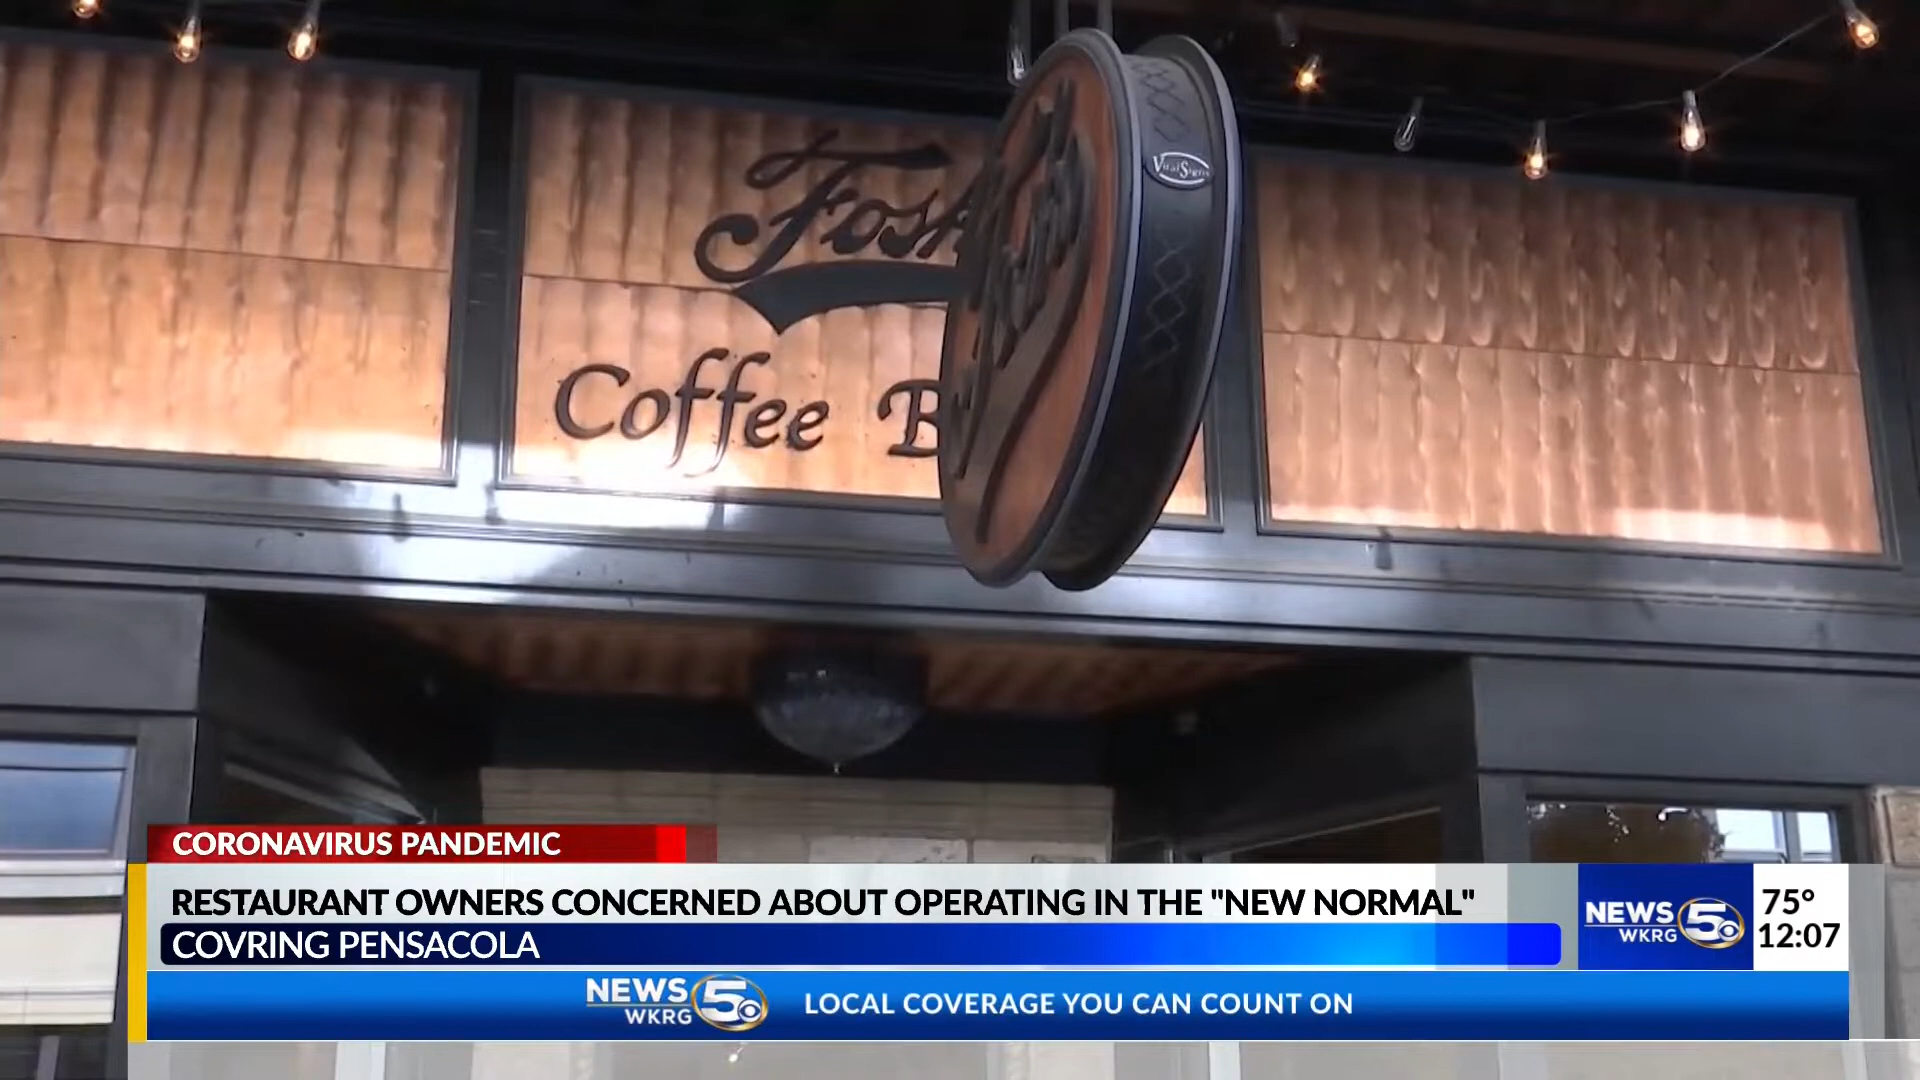 Coffee
VitalSigns
CORONAVIRUS PANDEMIC
RESTAURANT OWNERS CONCERNED ABOUT OPERATING IN THE "NEW NORMAL"
COVRING PENSACOLA
NEWS 5
WKRG
75°
12:07
NEWS 5
WKRG
LOCAL COVERAGE YOU CAN COUNT ON